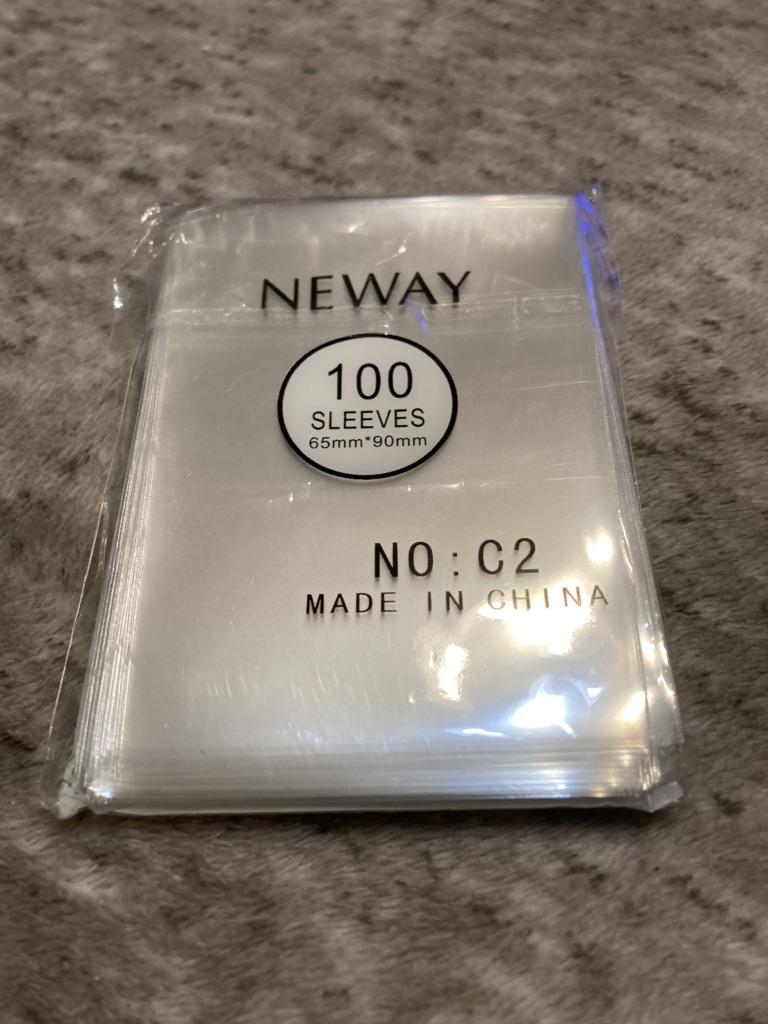 NEWAY
100
SLEEVES
65mm*90mm
NO:C2
MADE IN CHINA